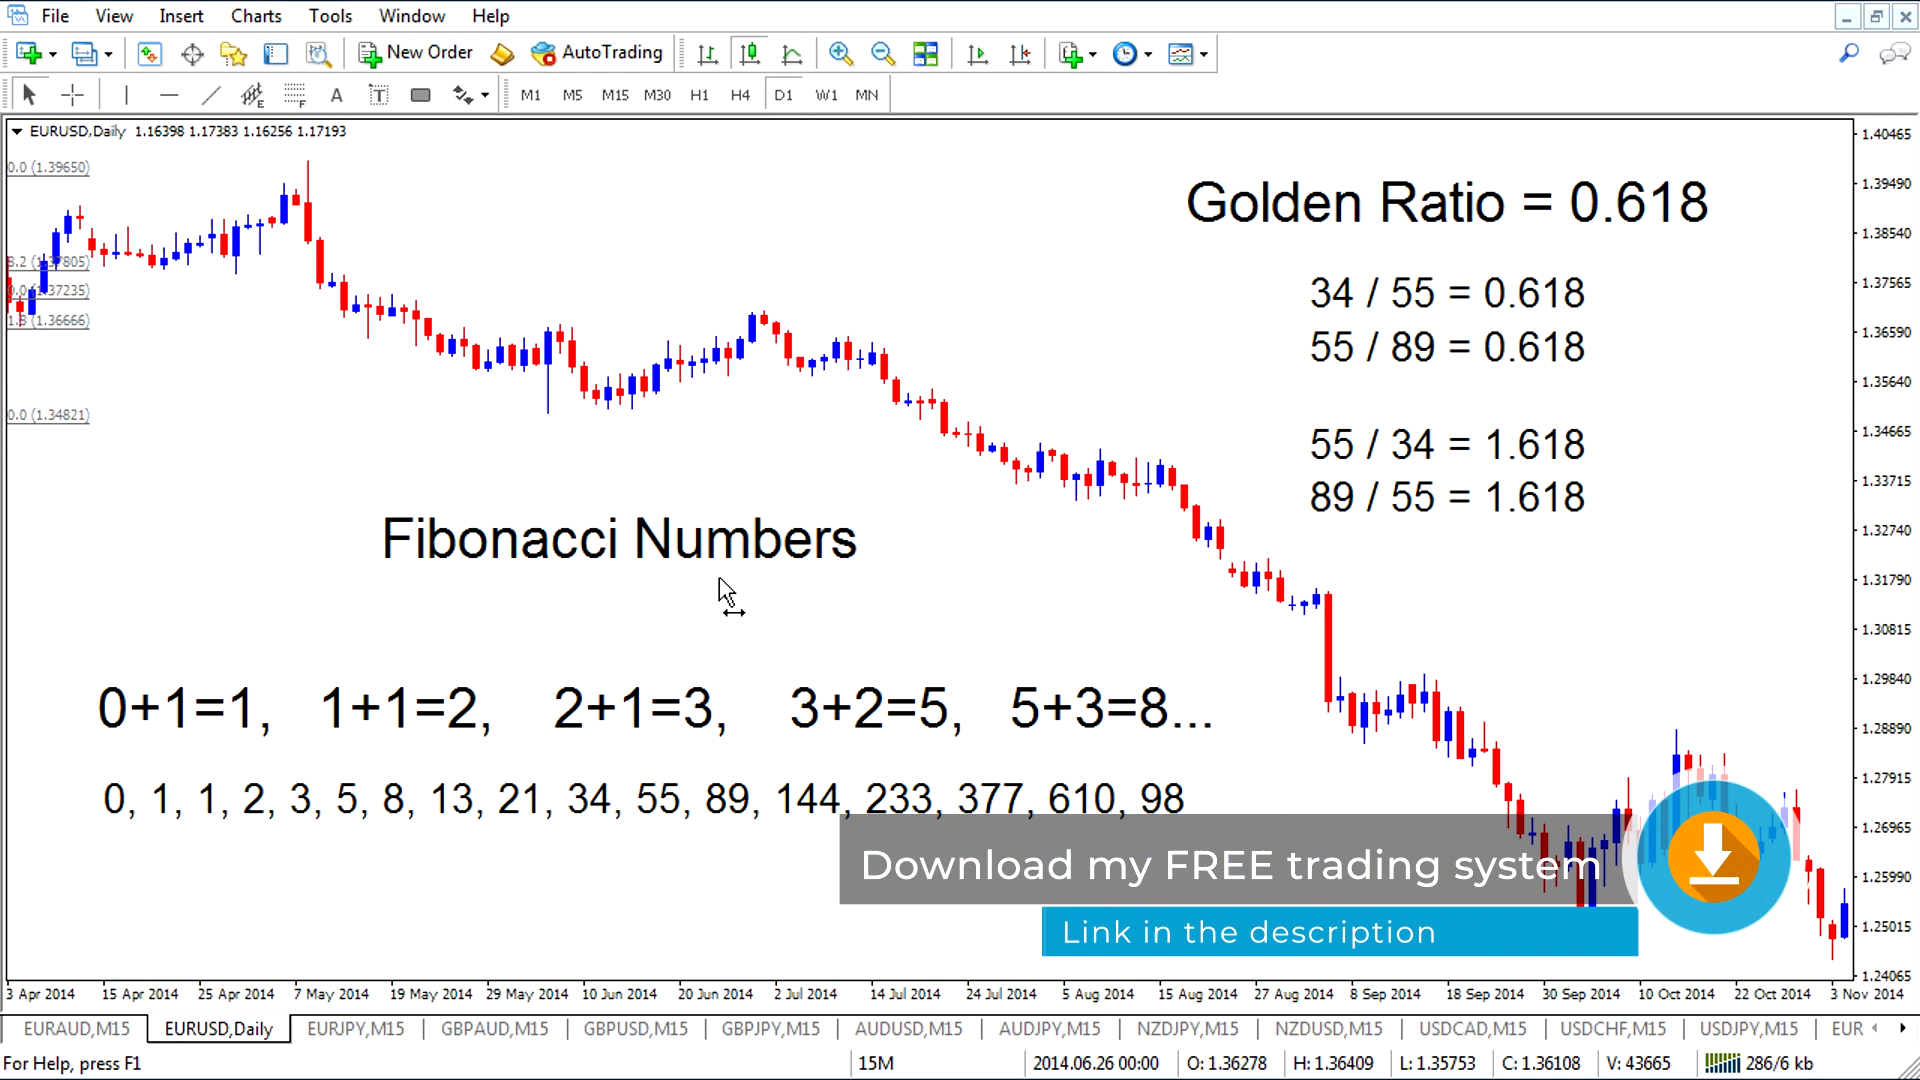 File View Insert Charts Tools Window Help
New Order AutoTrading
A T M1 M5 M15 M30 H1 H4 D1 W1 MN
EURUSD,Daily 1.16398 1.17383 1.16256 1.17193
0.0 (1.39650)
(1.37805)
(1.37235)
(1.36666)
0.0 (1.34821)
Golden Ratio = 0.618
34 / 55 = 0.618
55 / 89 = 0.618
55 / 34 = 1.618
89 / 55 = 1.618
Fibonacci Numbers
0+1=1, 1+1=2, 2+1=3, 3+2=5, 5+3=8...
0, 1, 1, 2, 3, 5, 8, 13, 21, 34, 55, 89, 144, 233, 377, 610, 98
Download my FREE trading system
Link in the description
1.40465
1.39490
1.38540
1.37565
1.36590
1.35640
1.34665
1.33715
1.32740
1.31790
1.30815
1.29840
1.28890
1.27915
1.26965
1.25990
1.25015
1.24065
3 Apr 2014 15 Apr 2014 25 Apr 2014 7 May 2014 19 May 2014 29 May 2014 10 Jun 2014 20 Jun 2014 2 Jul 2014 14 Jul 2014 24 Jul 2014 5 Aug 2014 15 Aug 2014 27 Aug 2014 8 Sep 2014 18 Sep 2014 30 Sep 2014 10 Oct 2014 22 Oct 2014 3 Nov 2014
EURAUD,M15 EURUSD,Daily EURJPY,M15 GBPAUD,M15 GBPUSD,M15 GBPJPY,M15 AUDUSD,M15 AUDJPY,M15 NZDJPY,M15 NZDUSD,M15 USDCAD,M15 USDCHF,M15 USDJPY,M15 EUR
For Help, press F1 15M 2014.06.26 00:00 O: 1.36278 H: 1.36409 L: 1.35753 C: 1.36108 V: 43665 286/6 kb